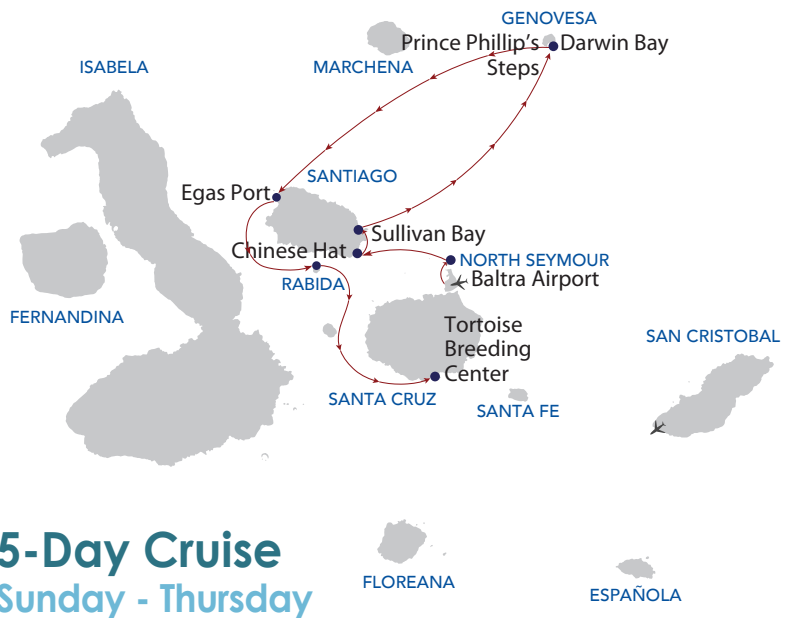 GENOVESA
Prince Phillip's
Steps
Darwin Bay
MARCHENA
ISABELA
SANTIAGO
Egas Port
Sullivan Bay
Chinese Hat
NORTH SEYMOUR
Baltra Airport
RABIDA
FERNANDINA
Tortoise
Breeding
Center
SAN CRISTOBAL
SANTA CRUZ
SANTA FE
5-Day Cruise
Sunday - Thursday
FLOREANA
ESPAÑOLA